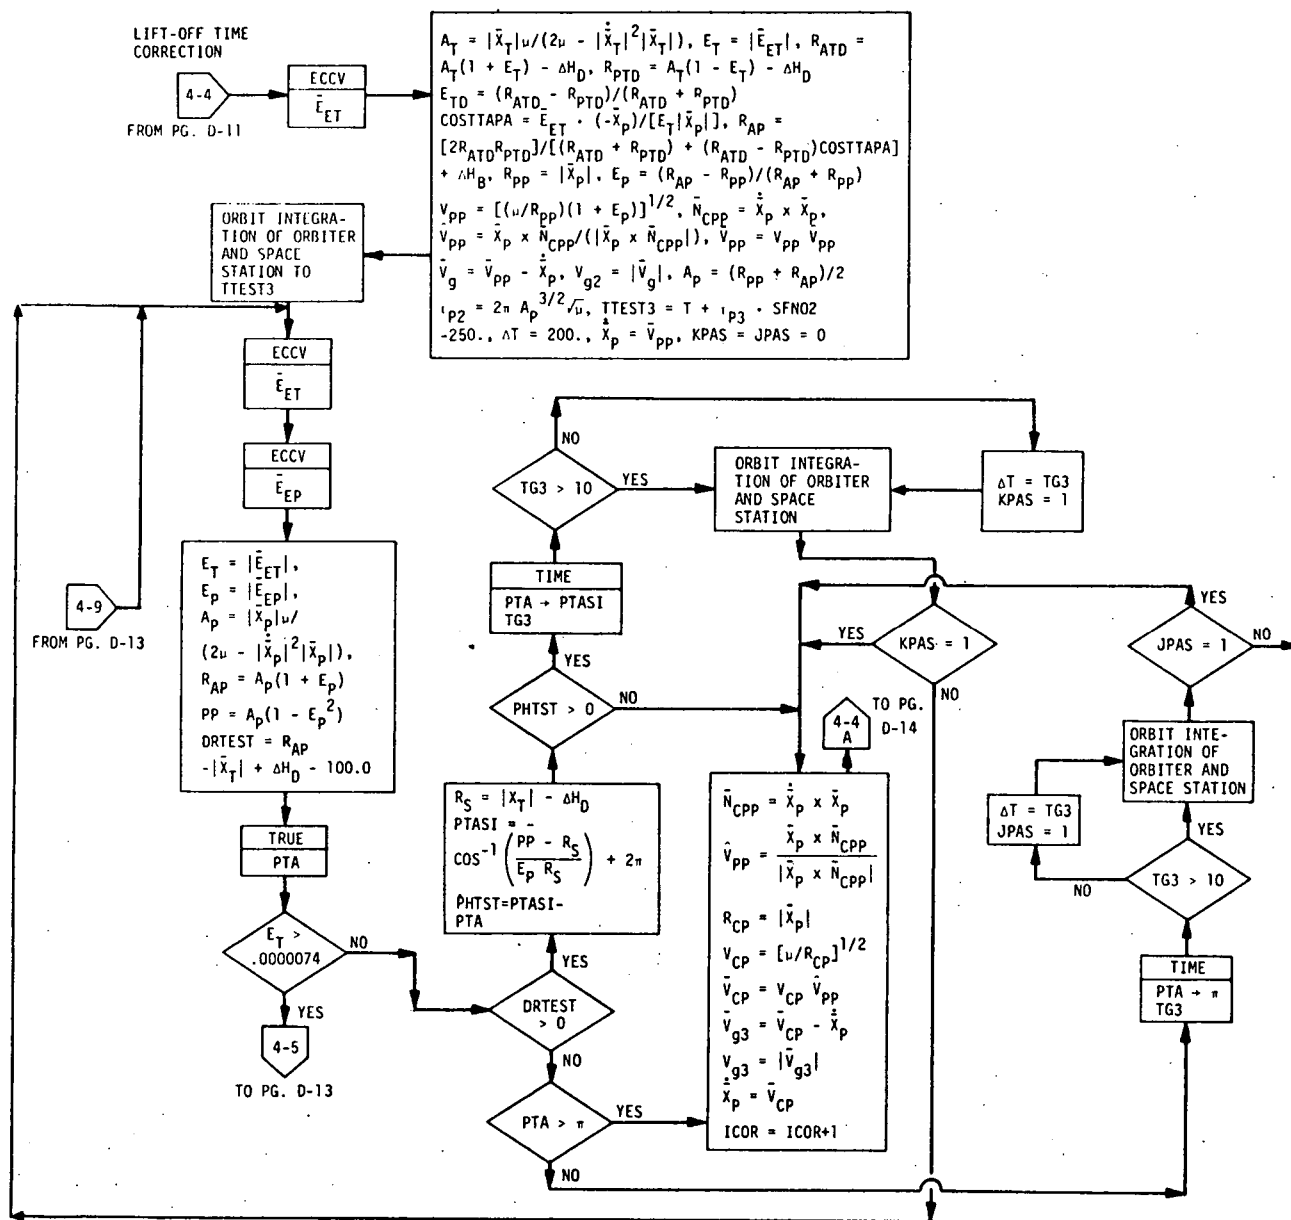 LIFT-OFF TIME
CORRECTION
4-4
FROM PG. D-11
ECCV
Ē_ET
A_T = |X̄_T|μ/(2μ - |Ẋ̄_T|²|X̄_T|), E_T = |Ē_ET|, R_ATD =
A_T(1 + E_T) - ΔH_D, R_PTD = A_T(1 - E_T) - ΔH_D
E_TD = (R_ATD - R_PTD)/(R_ATD + R_PTD)
COSTTAPA = Ē_ET · (-X̄_P)/[E_T|X̄_P|], R_AP =
[2R_ATD R_PTD]/[(R_ATD + R_PTD) + (R_ATD - R_PTD)COSTTAPA]
+ ΔH_B, R_PP = |X̄_P|, E_P = (R_AP - R_PP)/(R_AP + R_PP)
V_PP = [(μ/R_PP)(1 + E_P)]^1/2, N̄_CPP = Ẋ̄_P x X̄_P,
V̂_PP = X̄_P x N̄_CPP/(|X̄_P x N̄_CPP|), V̄_PP = V_PP V̂_PP
V̄_g = V̄_PP - Ẋ̄_P, V_g2 = |V̄_g|, A_P = (R_PP + R_AP)/2
τ_P2 = 2π A_P^3/2 √μ, TTEST3 = T + τ_P3 · SFNO2
-250., ΔT = 200., Ẋ̄_P = V̄_PP, KPAS = JPAS = 0
ORBIT INTEGRA-
TION OF ORBITER
AND SPACE
STATION TO
TTEST3
ECCV
Ē_ET
ECCV
Ē_EP
E_T = |Ē_ET|,
E_P = |Ē_EP|,
A_P = |X̄_P|μ/
(2μ - |Ẋ̄_P|²|X̄_P|),
R_AP = A_P(1 + E_P)
PP = A_P(1 - E_P²)
DRTEST = R_AP
-|X̄_T| + ΔH_D - 100.0
4-9
FROM PG. D-13
TRUE
PTA
E_T >
.0000074
NO
YES
4-5
TO PG. D-13
NO
TG3 > 10
YES
TIME
PTA → PTASI
TG3
YES
PHTST > 0
NO
R_S = |X_T| - ΔH_D
PTASI = -
COS⁻¹((PP - R_S)/(E_P R_S)) + 2π
PHTST=PTASI-
PTA
YES
DRTEST
> 0
NO
PTA > π
YES
NO
ORBIT INTEGRA-
TION OF ORBITER
AND SPACE
STATION
ΔT = TG3
KPAS = 1
YES
KPAS = 1
NO
4-4
A
TO PG.
D-14
N̄_CPP = Ẋ̄_P x X̄_P
V̂_PP = (X̄_P x N̄_CPP)/|X̄_P x N̄_CPP|
R_CP = |X̄_P|
V_CP = [μ/R_CP]^1/2
V̄_CP = V_CP V̂_PP
V̄_g3 = V̄_CP - Ẋ̄_P
V_g3 = |V̄_g3|
Ẋ̄_P = V̄_CP
ICOR = ICOR+1
YES
JPAS = 1
NO
ORBIT INTE-
GRATION OF
ORBITER AND
SPACE STATION
ΔT = TG3
JPAS = 1
YES
TG3 > 10
NO
TIME
PTA → π
TG3